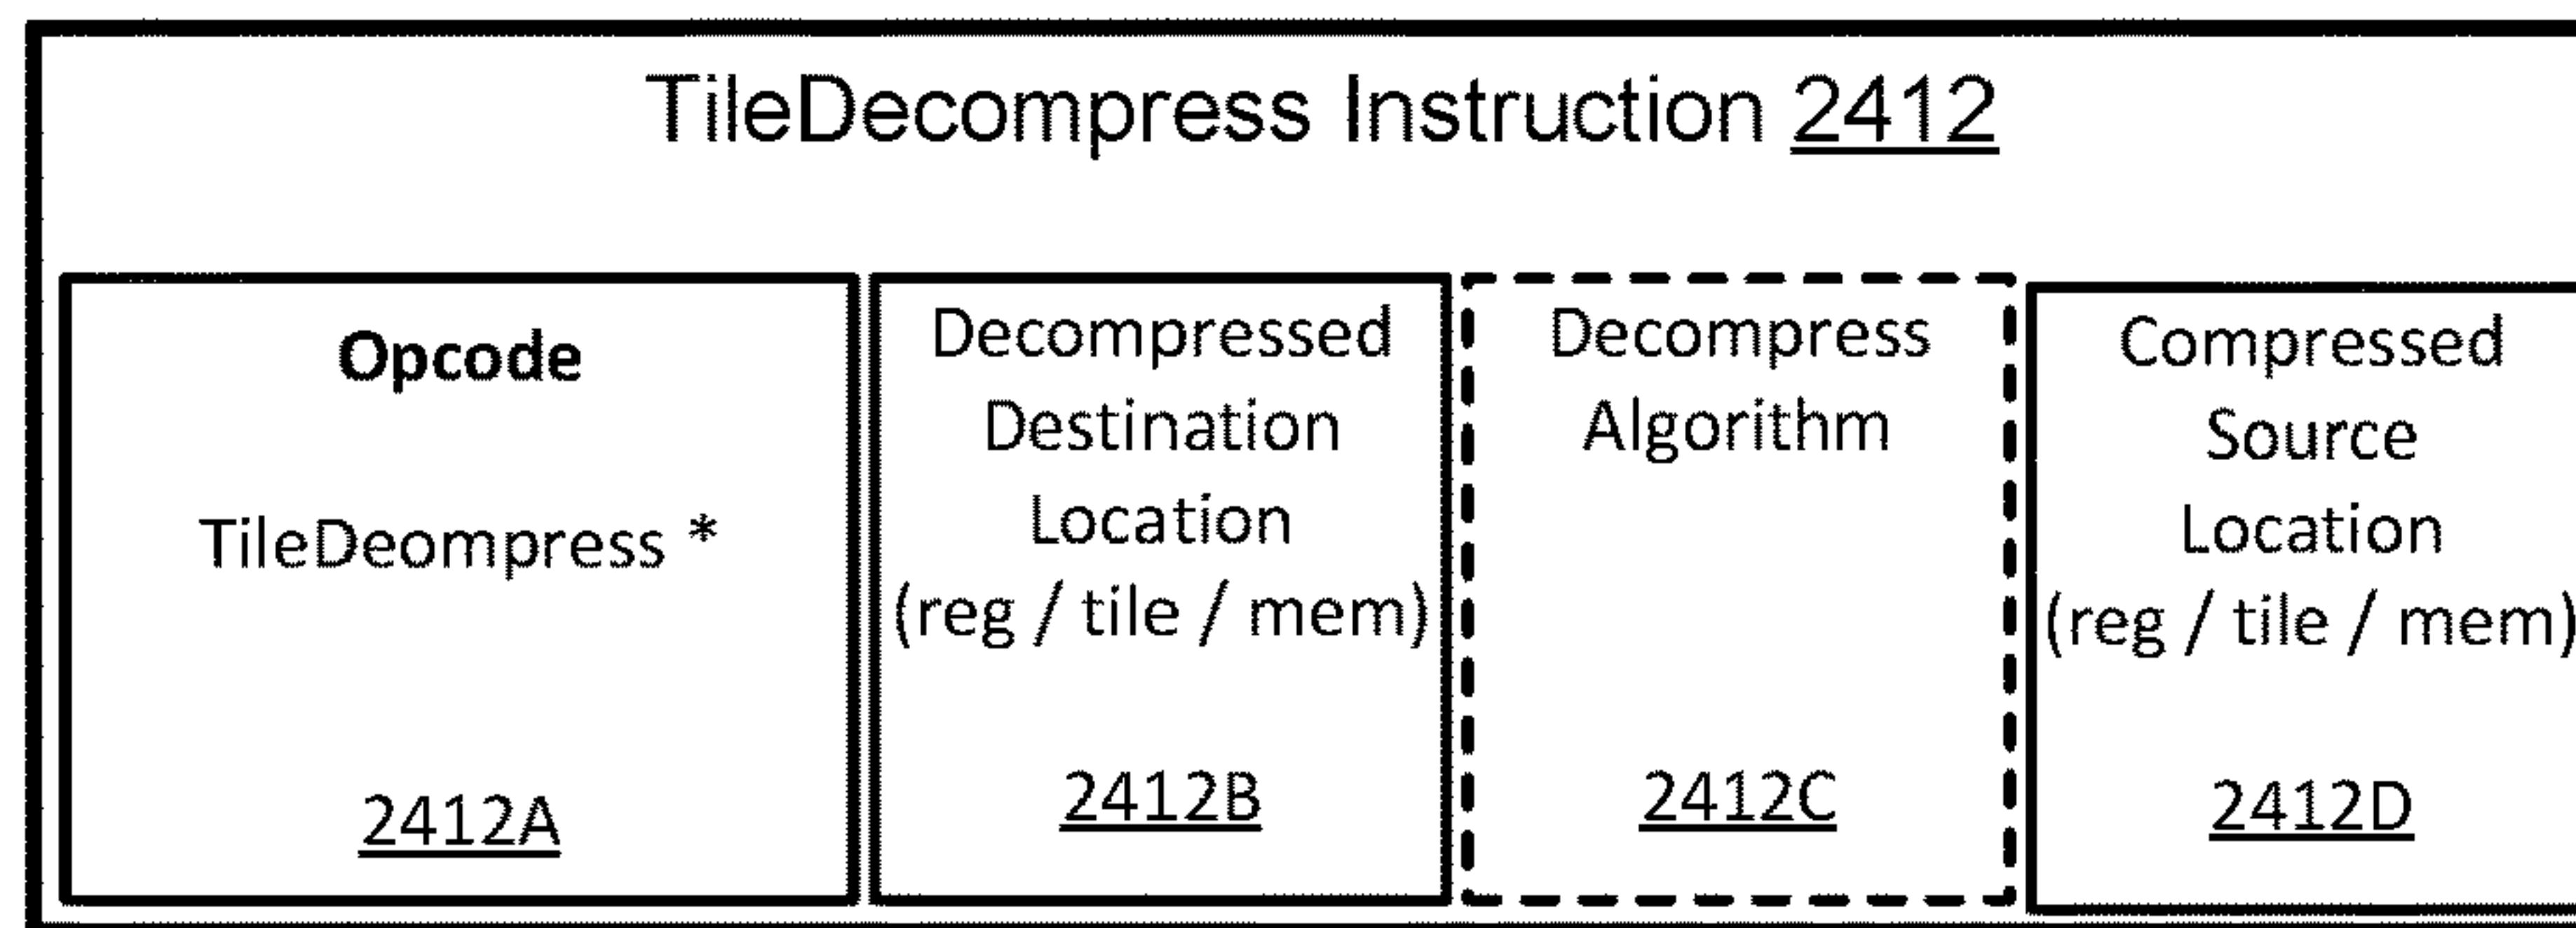 TileDecompress Instruction 2412
Opcode
TileDeompress *
2412A
Decompressed
Destination
Location
(reg / tile / mem)
2412B
Decompress
Algorithm
2412C
Compressed
Source
Location
(reg / tile / mem)
2412D